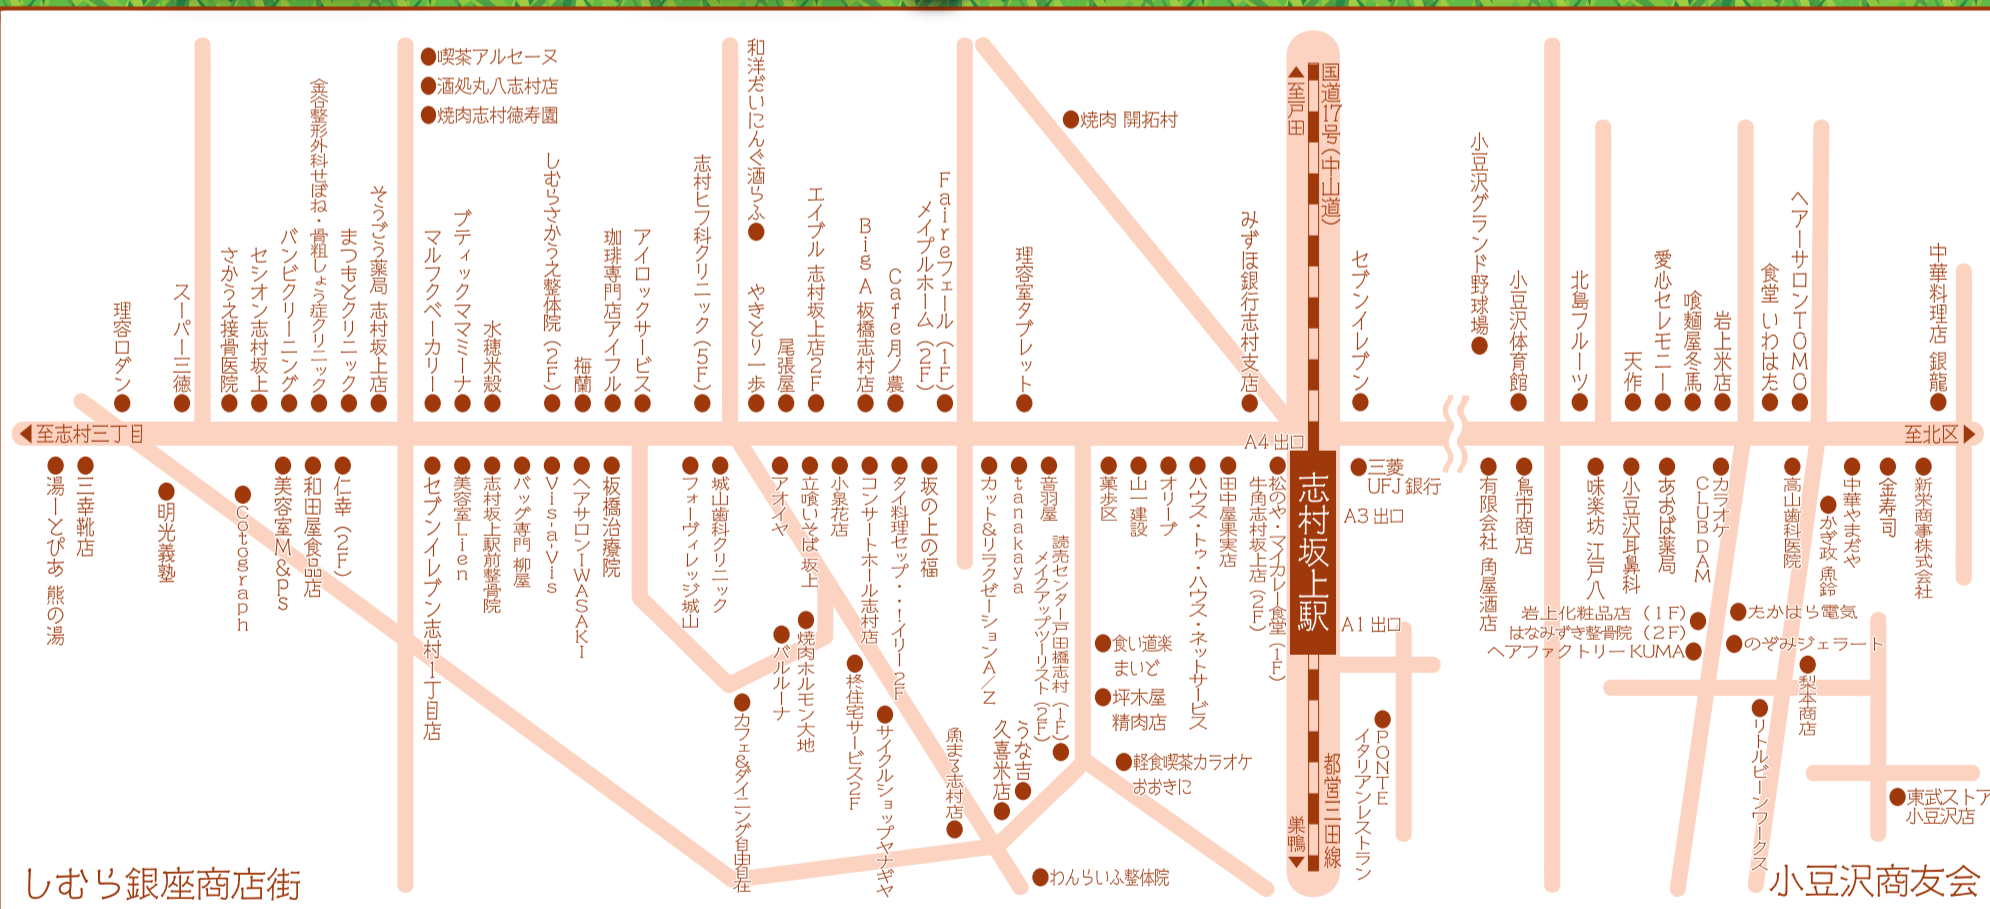 喫茶アルセーヌ
酒処丸八志村店
焼肉志村徳寿園
和洋だいにんぐ酒らふ
焼肉 開拓村
至戸田
国道17号(中山道)
理容ロダン
スーパー三徳
さかうえ接骨医院
セシオン志村坂上
バンビクリーニング
金谷整形外科せぼね・骨粗しょう症クリニック
まつもとクリニック
そうごう薬局 志村坂上店
マルフクベーカリー
ブティックママミーナ
水穂米穀
しむらさかうえ整体院(2F)
梅蘭
珈琲専門店アイフル
アイロックサービス
志村ヒフ科クリニック(5F)
やきとり一歩
尾張屋
エイブル 志村坂上店2F
Big A 板橋志村店
Cafe月ノ農
メイプルホーム(2F)
Faireフェール(1F)
理容室タブレット
みずほ銀行志村支店
セブンイレブン
小豆沢グランド野球場
小豆沢体育館
北島フルーツ
天作
愛心セレモニー
喰麺屋冬馬
岩上米店
食堂 いわはた
ヘアーサロンTOMO
中華料理店 銀龍
至志村三丁目
A4 出口
至北区
湯ーとぴあ 熊の湯
三幸靴店
明光義塾
Cotograph
美容室M&Ps
和田屋食品店
仁幸(2F)
セブンイレブン志村1丁目店
美容室Lien
志村坂上駅前整骨院
バッグ専門 柳屋
Vis-a-Vis
ヘアサロンIWASAKI
板橋治療院
フォーヴィレッジ城山
城山歯科クリニック
アオイヤ
立喰いそば 坂上
小泉花店
コンサートホール志村店
タイ料理セップ・・!イリー2F
坂の上の福
カット&リラクゼーションA/Z
tanakaya
音羽屋
読売センター戸田橋志村(1F)
メイクアップツーリスト(2F)
菓歩区
山一建設
オリーブ
ハウス・トゥ・ハウス・ネットサービス
田中屋果実店
松のや・マイカレー食堂(1F)
牛角志村坂上店(2F)
志村坂上駅
三菱
UFJ銀行
A3 出口
A1 出口
有限会社 角屋酒店
鳥市商店
味楽坊 江戸八
小豆沢耳鼻科
あおば薬局
カラオケ
CLUB DAM
高山歯科医院
かぎ政 魚鈴
中華やまだや
金寿司
新栄商事株式会社
岩上化粧品店(1F)
はなみずき整骨院(2F)
ヘアファクトリーKUMA
たかはら電気
のぞみジェラート
梨本商店
リトルビーンワークス
東武ストア
小豆沢店
バルルーナ
焼肉ホルモン大地
柊住宅サービス2F
サイクルショップヤナギヤ
カフェ&ダイニング自由自在
魚まる志村店
久喜米店
うな吉
食い道楽
まいど
坪木屋
精肉店
軽食喫茶カラオケ
おおきに
わんらいふ整体院
PONTE
イタリアンレストラン
都営三田線
巣鴨
しむら銀座商店街
小豆沢商友会